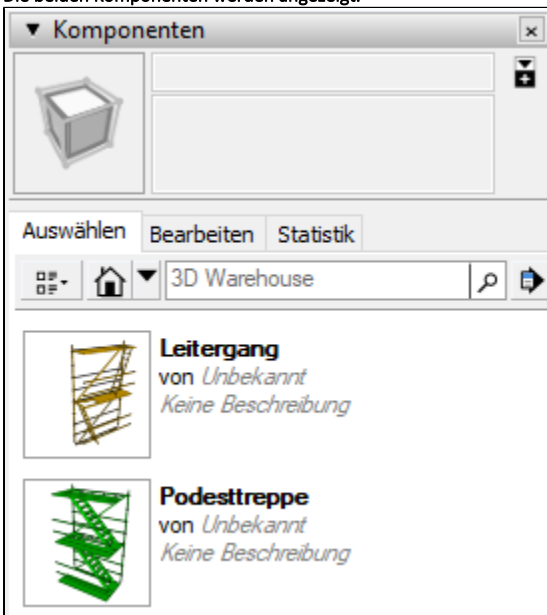 Die beiden Komponenten werden angezeigt.
Komponenten
Auswählen Bearbeiten Statistik
3D Warehouse
Leitergang
von Unbekannt
Keine Beschreibung
Podesttreppe
von Unbekannt
Keine Beschreibung